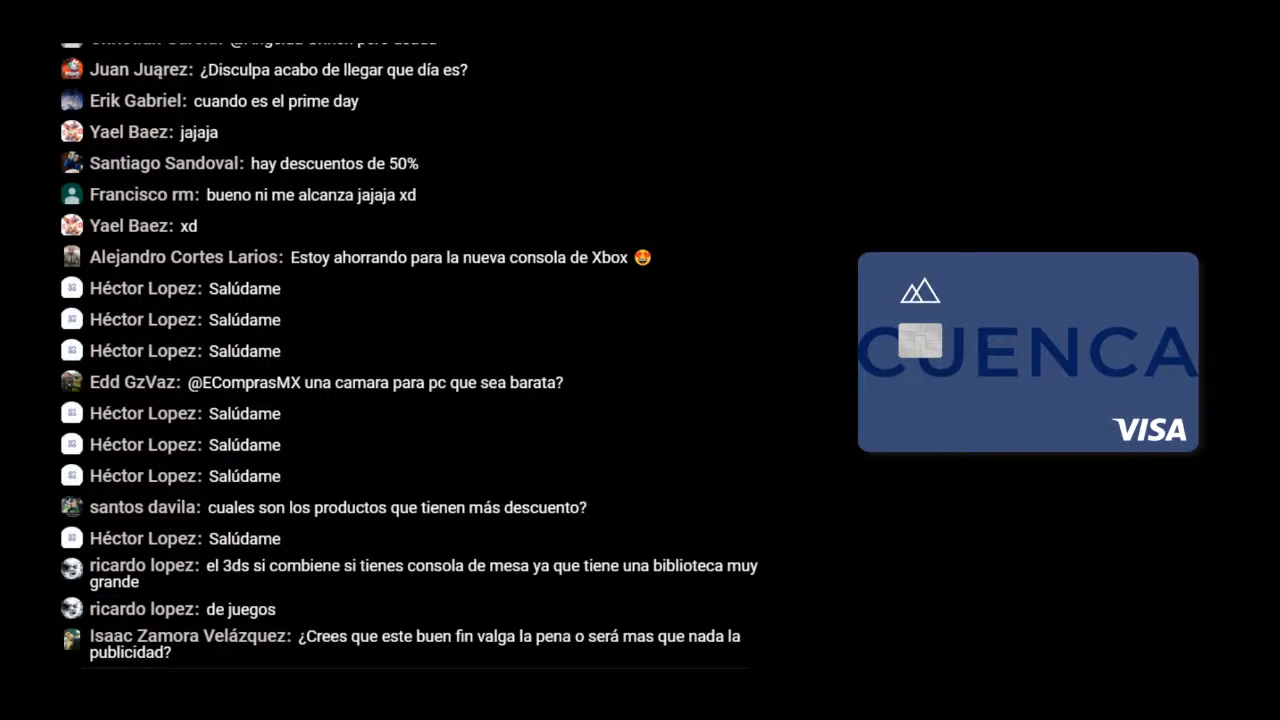 Juan Juąrez: ¿Disculpa acabo de llegar que día es?
Erik Gabriel: cuando es el prime day
Yael Baez: jajaja
Santiago Sandoval: hay descuentos de 50%
Francisco rm: bueno ni me alcanza jajaja xd
Yael Baez: xd
Alejandro Cortes Larios: Estoy ahorrando para la nueva consola de Xbox 😍
Héctor Lopez: Salúdame
Héctor Lopez: Salúdame
Héctor Lopez: Salúdame
Edd GzVaz: @EComprasMX una camara para pc que sea barata?
Héctor Lopez: Salúdame
Héctor Lopez: Salúdame
Héctor Lopez: Salúdame
santos davila: cuales son los productos que tienen más descuento?
Héctor Lopez: Salúdame
ricardo lopez: el 3ds si combiene si tienes consola de mesa ya que tiene una biblioteca muy
grande
ricardo lopez: de juegos
Isaac Zamora Velázquez: ¿Crees que este buen fin valga la pena o será mas que nada la
publicidad?
CUENCA
VISA